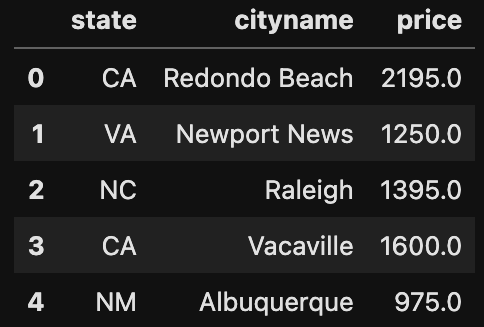 state cityname price
0 CA Redondo Beach 2195.0
1 VA Newport News 1250.0
2 NC Raleigh 1395.0
3 CA Vacaville 1600.0
4 NM Albuquerque 975.0